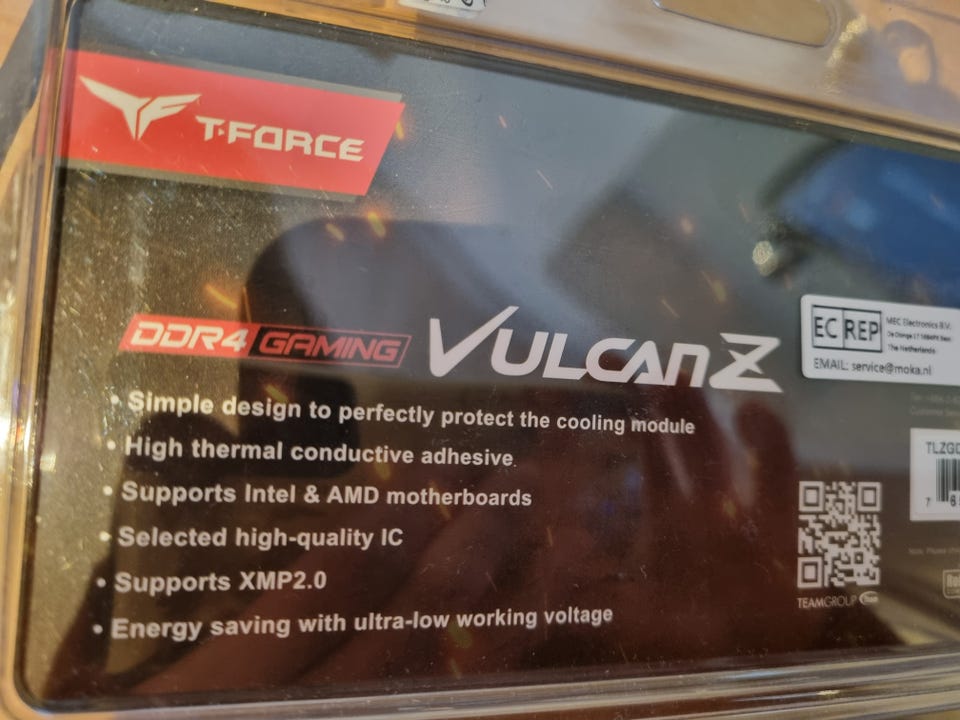 T-FORCE
DDR4 GAMING VULCAN Z
• Simple design to perfectly protect the cooling module
• High thermal conductive adhesive
• Supports Intel & AMD motherboards
• Selected high-quality IC
• Supports XMP2.0
• Energy saving with ultra-low working voltage
EC REP
MEC Electronics B.V.
The Netherlands
EMAIL: service@moka.nl
TEAMGROUP